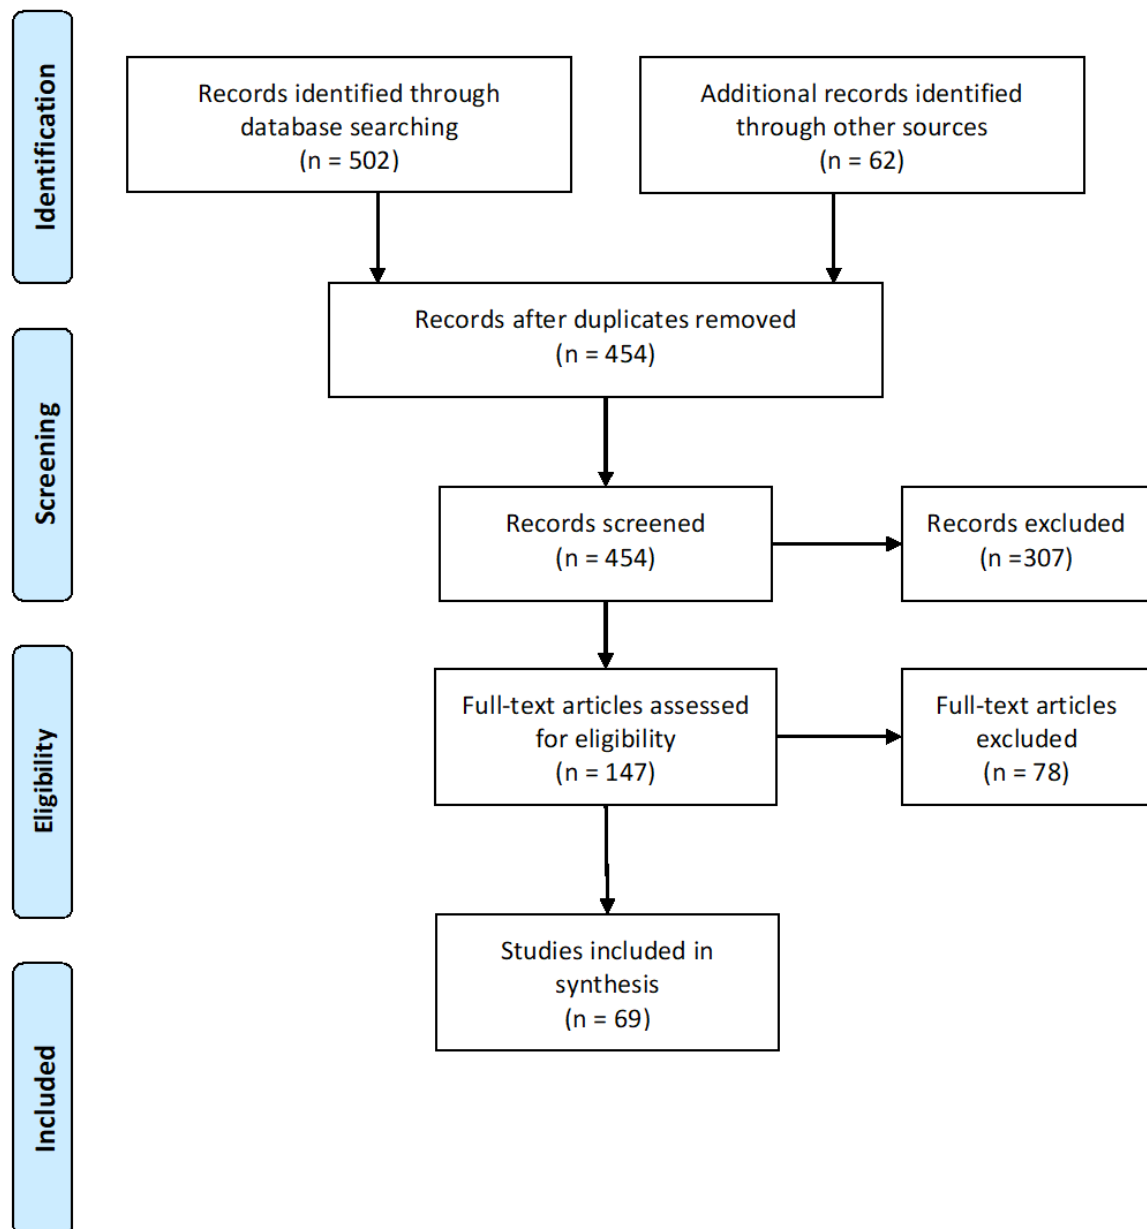 Identification
Records identified through
database searching
(n = 502)
Additional records identified
through other sources
(n = 62)
Records after duplicates removed
(n = 454)
Screening
Records screened
(n = 454)
Records excluded
(n =307)
Eligibility
Full-text articles assessed
for eligibility
(n = 147)
Full-text articles
excluded
(n = 78)
Included
Studies included in
synthesis
(n = 69)